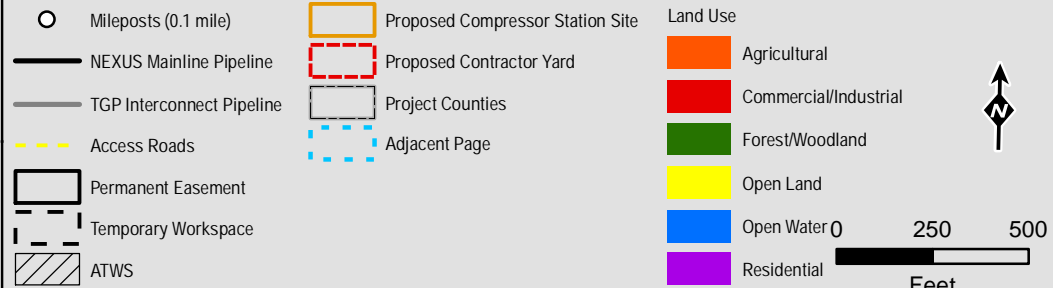 Mileposts (0.1 mile)
NEXUS Mainline Pipeline
TGP Interconnect Pipeline
Access Roads
Permanent Easement
Temporary Workspace
ATWS
Proposed Compressor Station Site
Proposed Contractor Yard
Project Counties
Adjacent Page
Land Use
Agricultural
Commercial/Industrial
Forest/Woodland
Open Land
Open Water
Residential
N
0 250 500
Feet